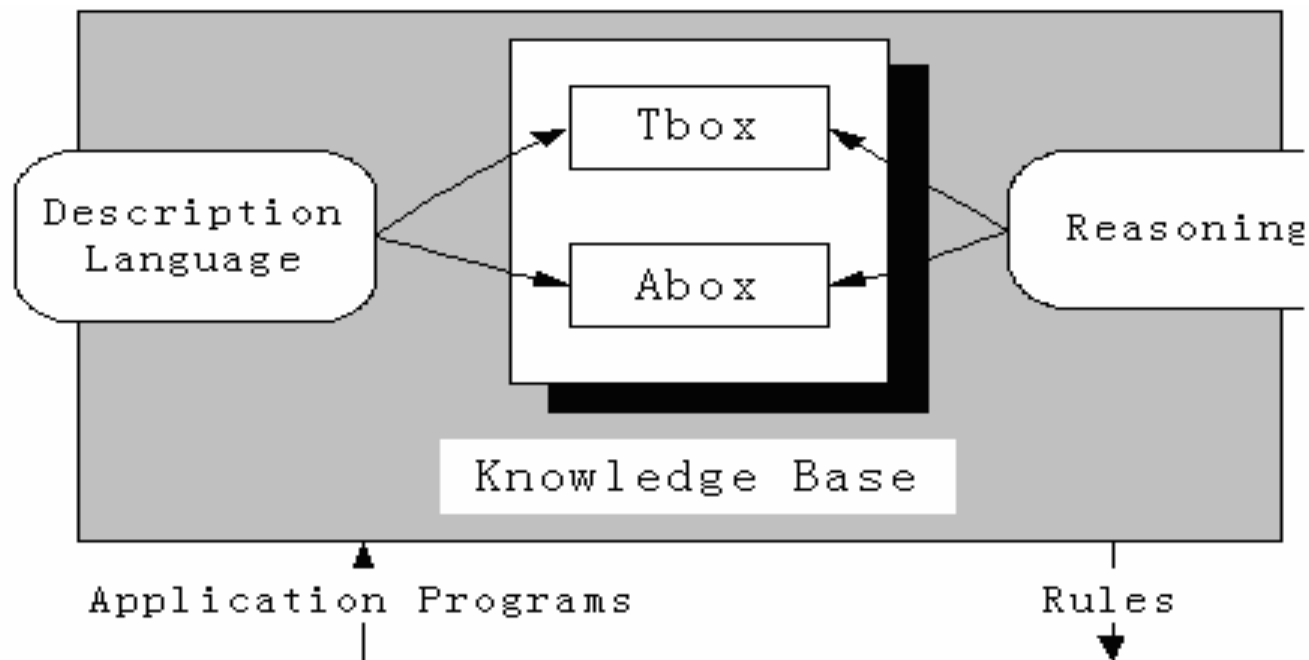 Tbox
Description
Language
Reasoning
Abox
Knowledge Base
Application Programs
Rules